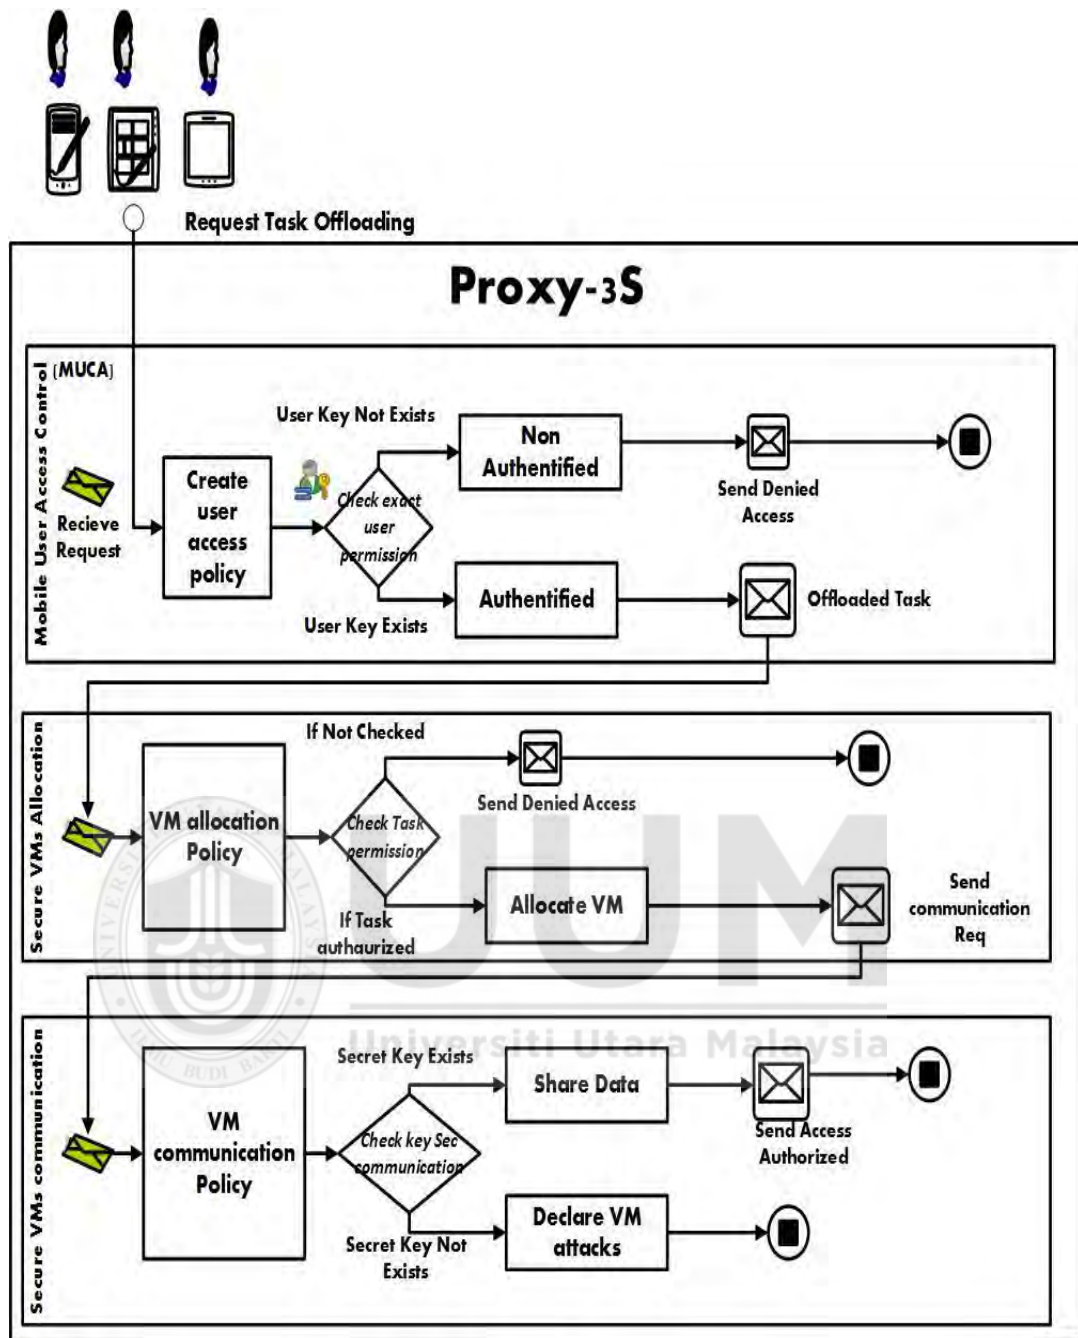 Request Task Offloading
Proxy-3S
Mobile User Access Control
(MUCA)
Recieve
Request
Create
user
access
policy
Check exact
user
permission
User Key Not Exists
Non
Authentified
Send Denied
Access
User Key Exists
Authentified
Offloaded Task
Secure VMs Allocation
VM allocation
Policy
If Not Checked
Check Task
permission
Send Denied Access
If Task
authaurized
Allocate VM
Send
communication
Req
UUM
Universiti Utara Malaysia
Secure VMs communication
VM
communication
Policy
Secret Key Exists
Check key Sec
communication
Share Data
Send Access
Authorized
Secret Key Not
Exists
Declare VM
attacks